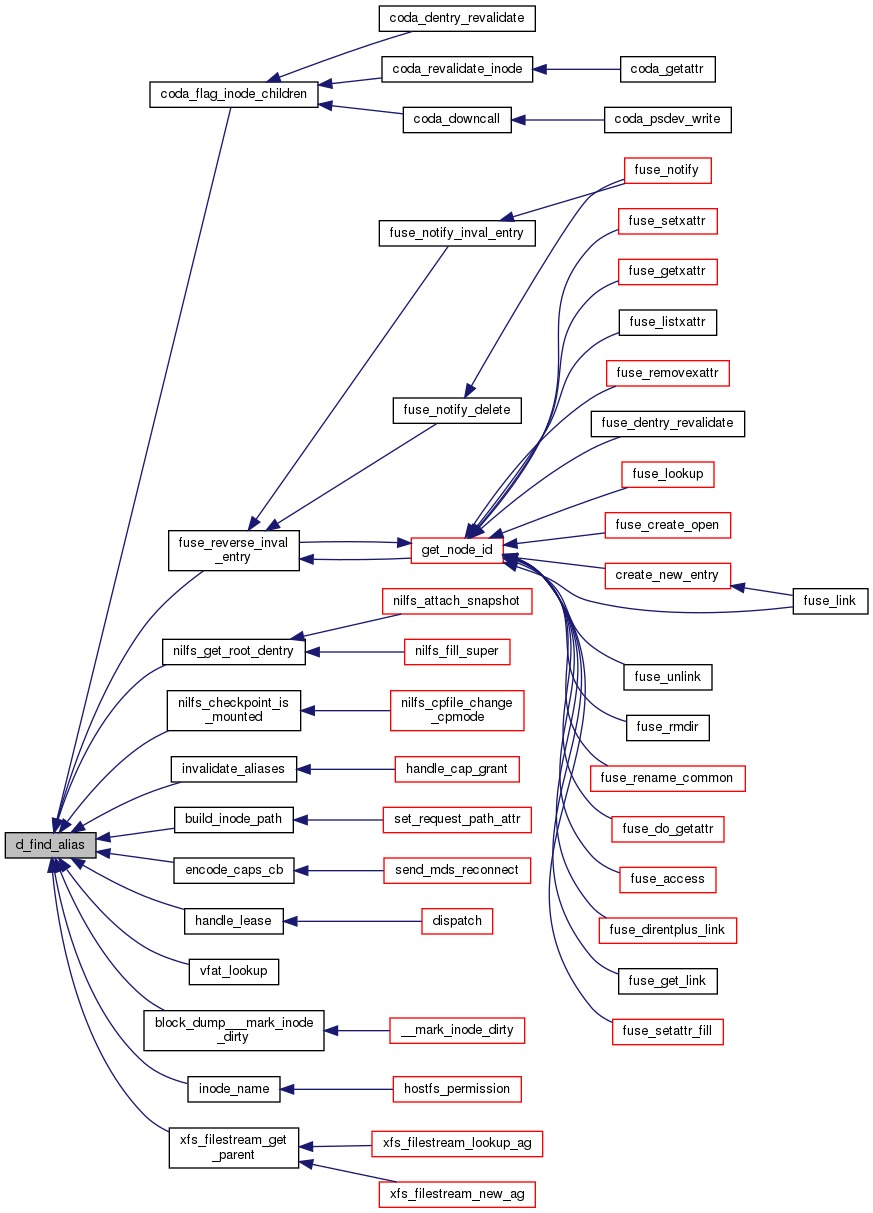 coda_dentry_revalidate
coda_revalidate_inode
coda_getattr
coda_flag_inode_children
coda_downcall
coda_psdev_write
fuse_notify
fuse_setxattr
fuse_notify_inval_entry
fuse_getxattr
fuse_listxattr
fuse_removexattr
fuse_notify_delete
fuse_dentry_revalidate
fuse_lookup
fuse_create_open
fuse_reverse_inval
_entry
get_node_id
create_new_entry
fuse_link
nilfs_attach_snapshot
nilfs_get_root_dentry
nilfs_fill_super
fuse_unlink
nilfs_checkpoint_is
_mounted
nilfs_cpfile_change
_cpmode
fuse_rmdir
invalidate_aliases
handle_cap_grant
fuse_rename_common
build_inode_path
set_request_path_attr
fuse_do_getattr
d_find_alias
encode_caps_cb
send_mds_reconnect
fuse_access
handle_lease
dispatch
fuse_direntplus_link
vfat_lookup
fuse_get_link
block_dump___mark_inode
_dirty
__mark_inode_dirty
fuse_setattr_fill
inode_name
hostfs_permission
xfs_filestream_get
_parent
xfs_filestream_lookup_ag
xfs_filestream_new_ag